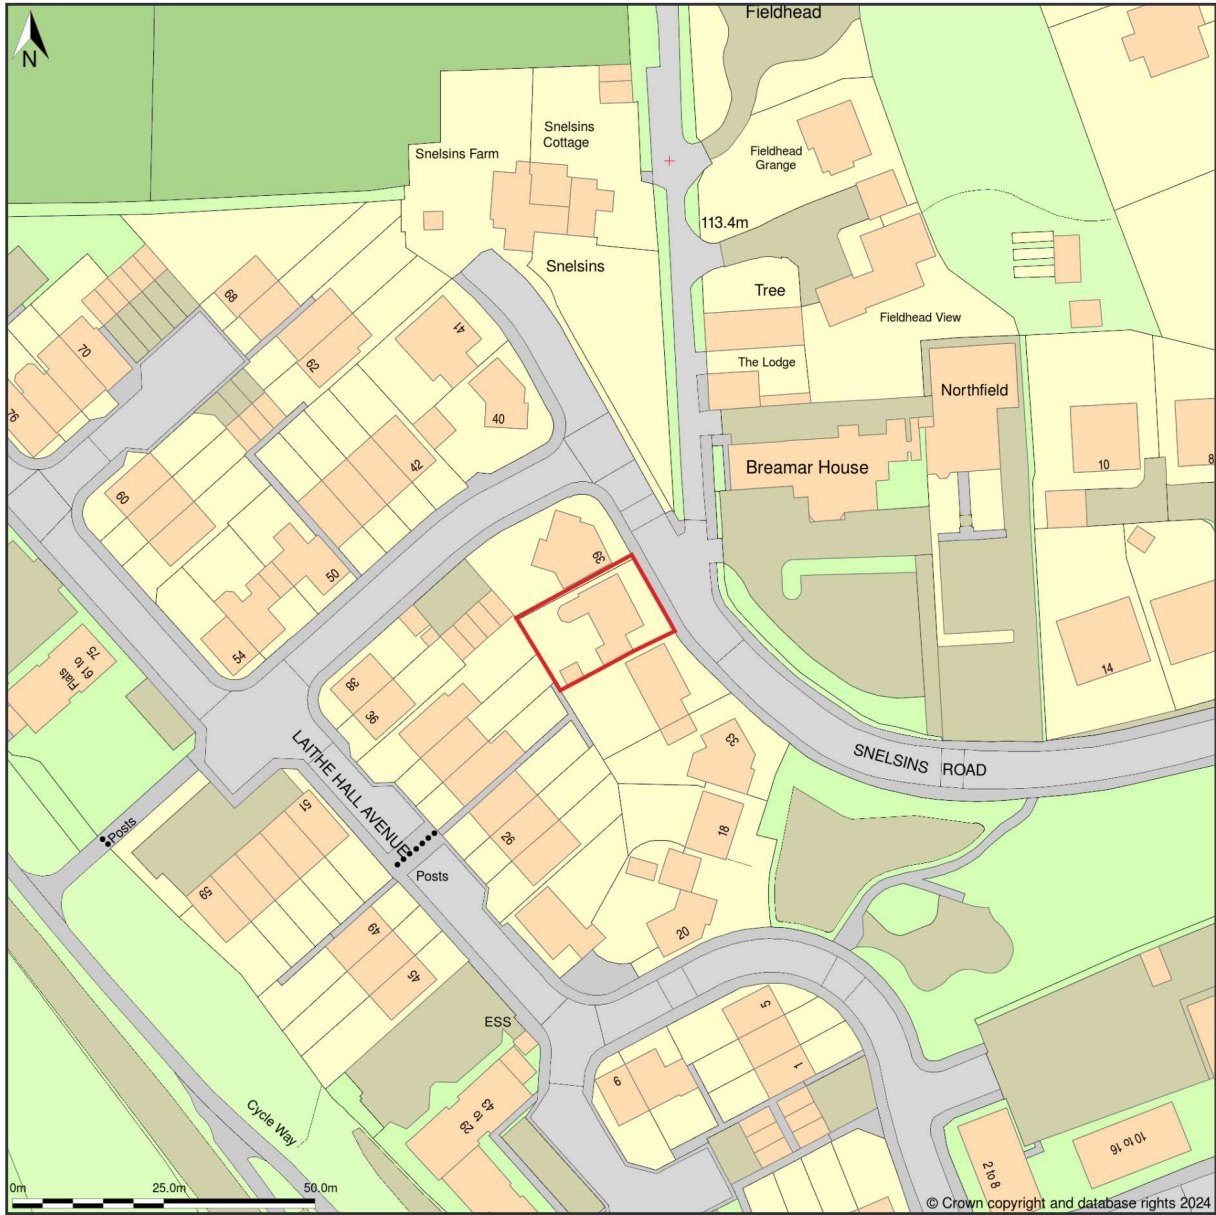 Fieldhead
N
Snelsins
Cottage
Snelsins Farm
Fieldhead
Grange
113.4m
Snelsins
Tree
68
41
Fieldhead View
70
62
The Lodge
Northfield
40
76
42
10
8
Breamar House
60
39
50
54
14
Flats
61 to
75
38
36
33
LAITHE HALL AVENUE
SNELSINS ROAD
51
18
26
Posts
Posts
59
20
49
45
5
ESS
1
9
29
to
43
Cycle Way
10 to 16
2 to 8
0m 25.0m 50.0m
© Crown copyright and database rights 2024